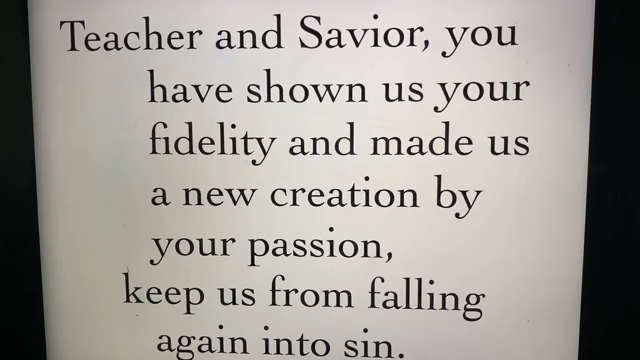 Teacher and Savior, you
have shown us your
fidelity and made us
a new creation by
your passion,
keep us from falling
again into sin.